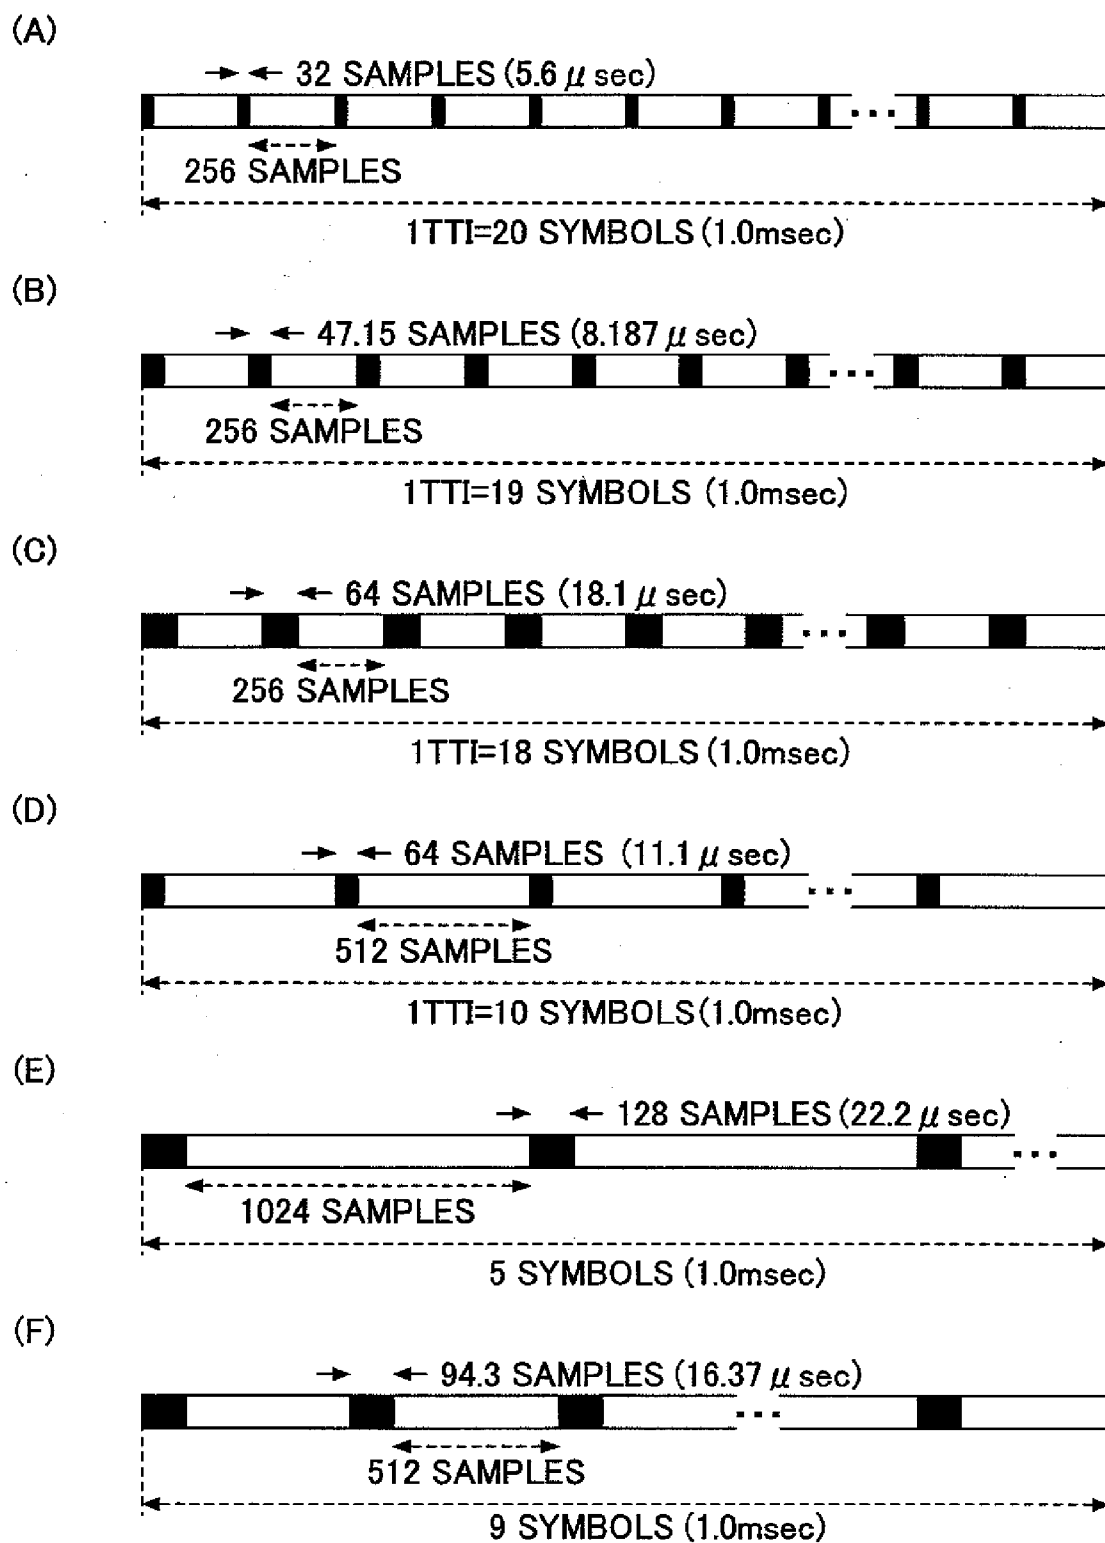 (A)
32 SAMPLES (5.6 μ sec)
256 SAMPLES
1TTI=20 SYMBOLS (1.0msec)
(B)
47.15 SAMPLES (8.187 μ sec)
256 SAMPLES
1TTI=19 SYMBOLS (1.0msec)
(C)
64 SAMPLES (18.1 μ sec)
256 SAMPLES
1TTI=18 SYMBOLS (1.0msec)
(D)
64 SAMPLES (11.1 μ sec)
512 SAMPLES
1TTI=10 SYMBOLS (1.0msec)
(E)
128 SAMPLES (22.2 μ sec)
1024 SAMPLES
5 SYMBOLS (1.0msec)
(F)
94.3 SAMPLES (16.37 μ sec)
512 SAMPLES
9 SYMBOLS (1.0msec)